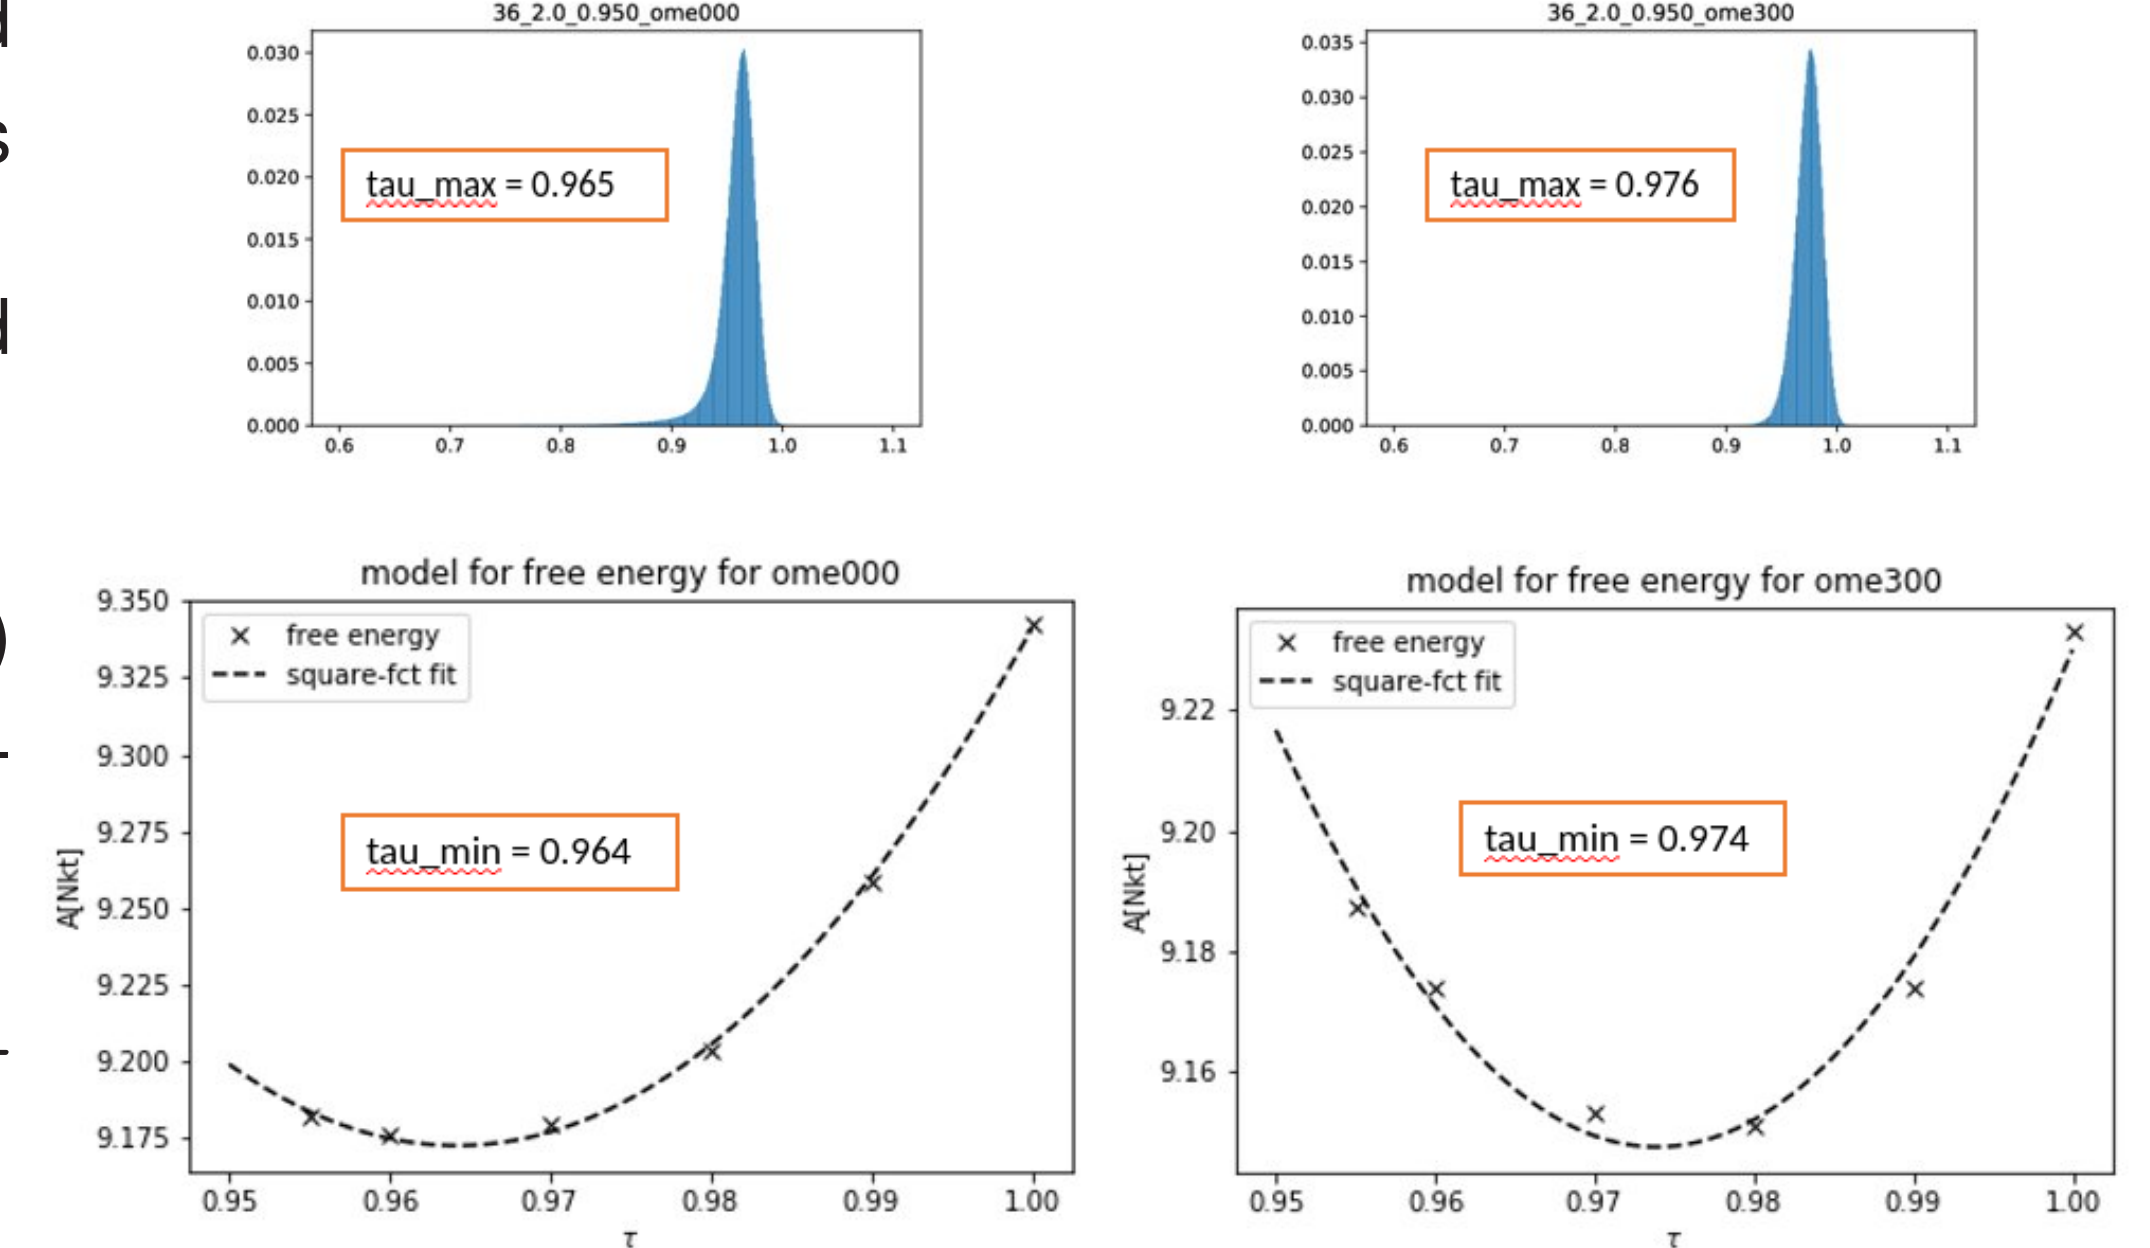 36_2.0_0.950_ome000
0.030
0.025
0.020
0.015
0.010
0.005
0.000
0.6 0.7 0.8 0.9 1.0 1.1
tau_max = 0.965
36_2.0_0.950_ome300
0.035
0.030
0.025
0.020
0.015
0.010
0.005
0.000
0.6 0.7 0.8 0.9 1.0 1.1
tau_max = 0.976
model for free energy for ome000
9.350
9.325
9.300
9.275
9.250
9.225
9.200
9.175
A[Nkt]
free energy
square-fct fit
tau_min = 0.964
0.95 0.96 0.97 0.98 0.99 1.00
τ
model for free energy for ome300
9.22
9.20
9.18
9.16
A[Nkt]
free energy
square-fct fit
tau_min = 0.974
0.95 0.96 0.97 0.98 0.99 1.00
τ